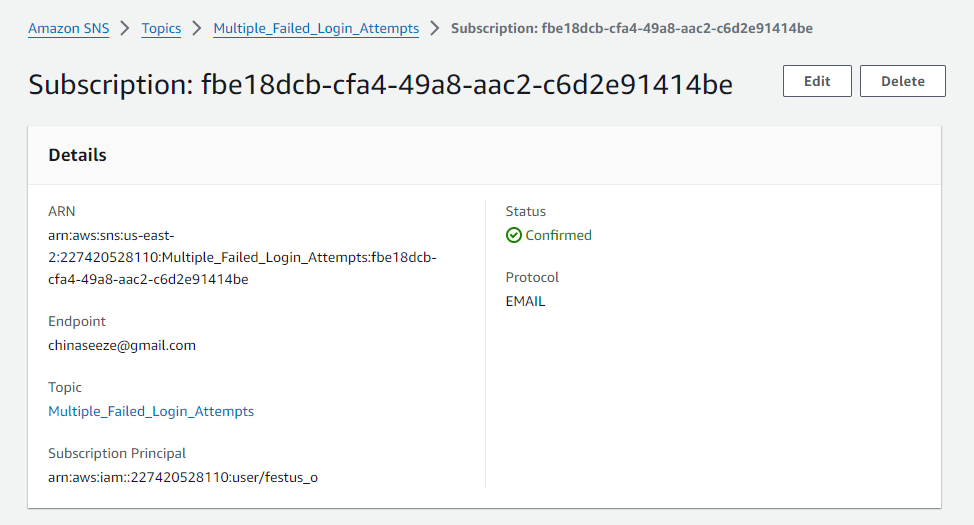 Amazon SNS > Topics > Multiple_Failed_Login_Attempts > Subscription: fbe18dcb-cfa4-49a8-aac2-c6d2e91414be
Subscription: fbe18dcb-cfa4-49a8-aac2-c6d2e91414be
Edit
Delete
Details
ARN
arn:aws:sns:us-east-
2:227420528110:Multiple_Failed_Login_Attempts:fbe18dcb-
cfa4-49a8-aac2-c6d2e91414be
Endpoint
chinaseeze@gmail.com
Topic
Multiple_Failed_Login_Attempts
Subscription Principal
arn:aws:iam::227420528110:user/festus_o
Status
Confirmed
Protocol
EMAIL